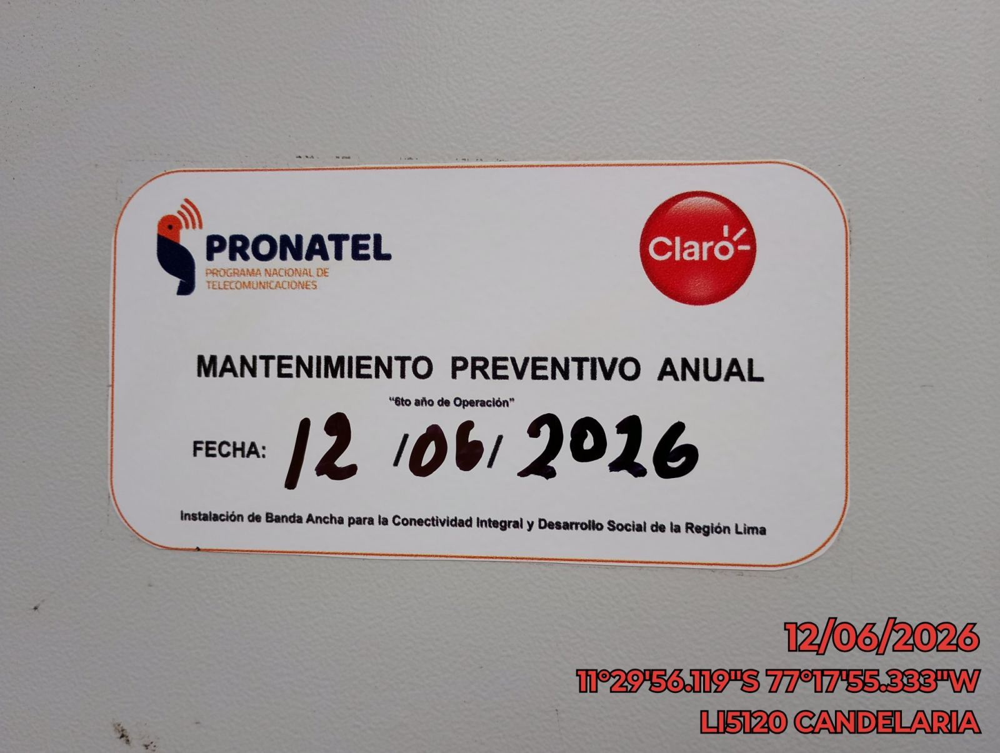 PRONATEL
PROGRAMA NACIONAL DE
TELECOMUNICACIONES
Claro
MANTENIMIENTO PREVENTIVO ANUAL
"6to año de Operación"
FECHA: 12/06/2026
Instalación de Banda Ancha para la Conectividad Integral y Desarrollo Social de la Región Lima
12/06/2026
11°29'56.119"S 77°17'55.333"W
LI5120 CANDELARIA